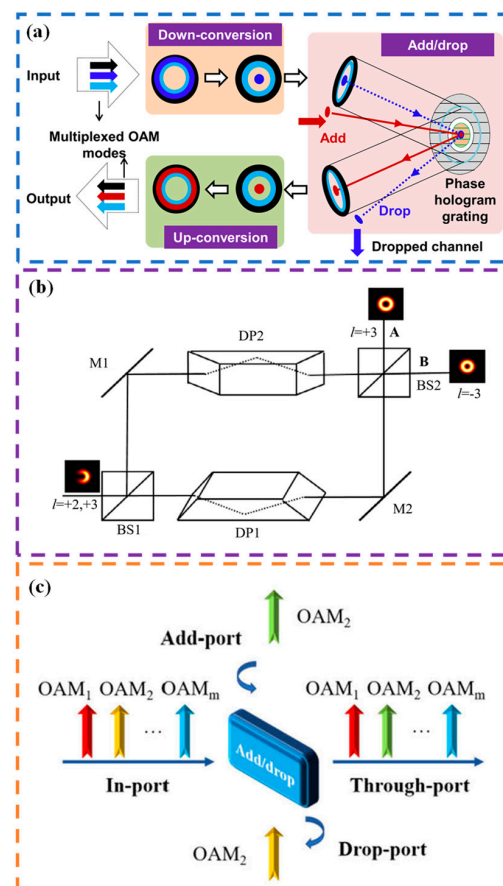 (a)
Down-conversion
Add/drop
Input
Multiplexed OAM
modes
Add
Output
Drop
Phase
hologram
grating
Up-conversion
Dropped channel
(b)
l=+3
A
M1
DP2
B
BS2
l=-3
l=+2,+3
BS1
DP1
M2
(c)
OAM2
Add-port
OAM1 OAM2 OAMm
OAM1 OAM2 OAMm
...
...
In-port
Add/drop
Through-port
OAM2
Drop-port